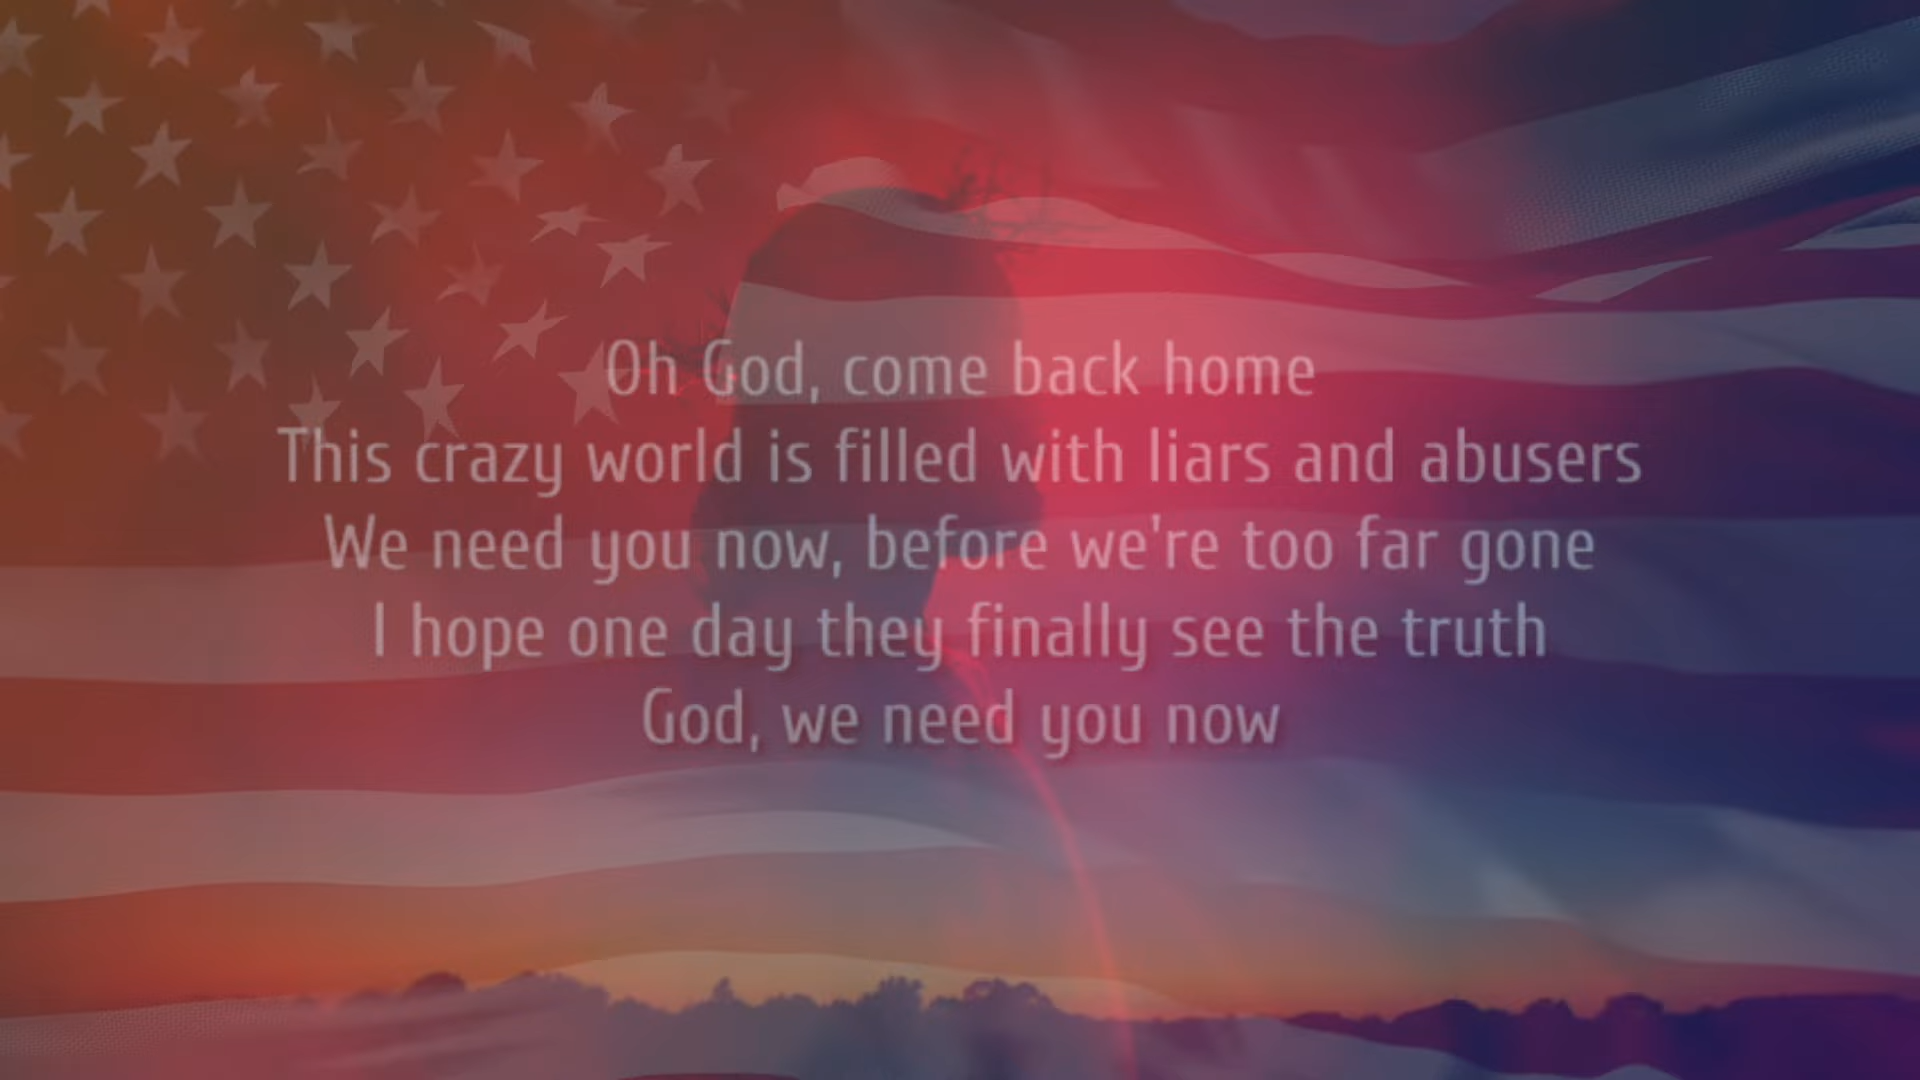 Oh God, come back home
This crazy world is filled with liars and abusers
We need you now, before we're too far gone
I hope one day they finally see the truth
God, we need you now